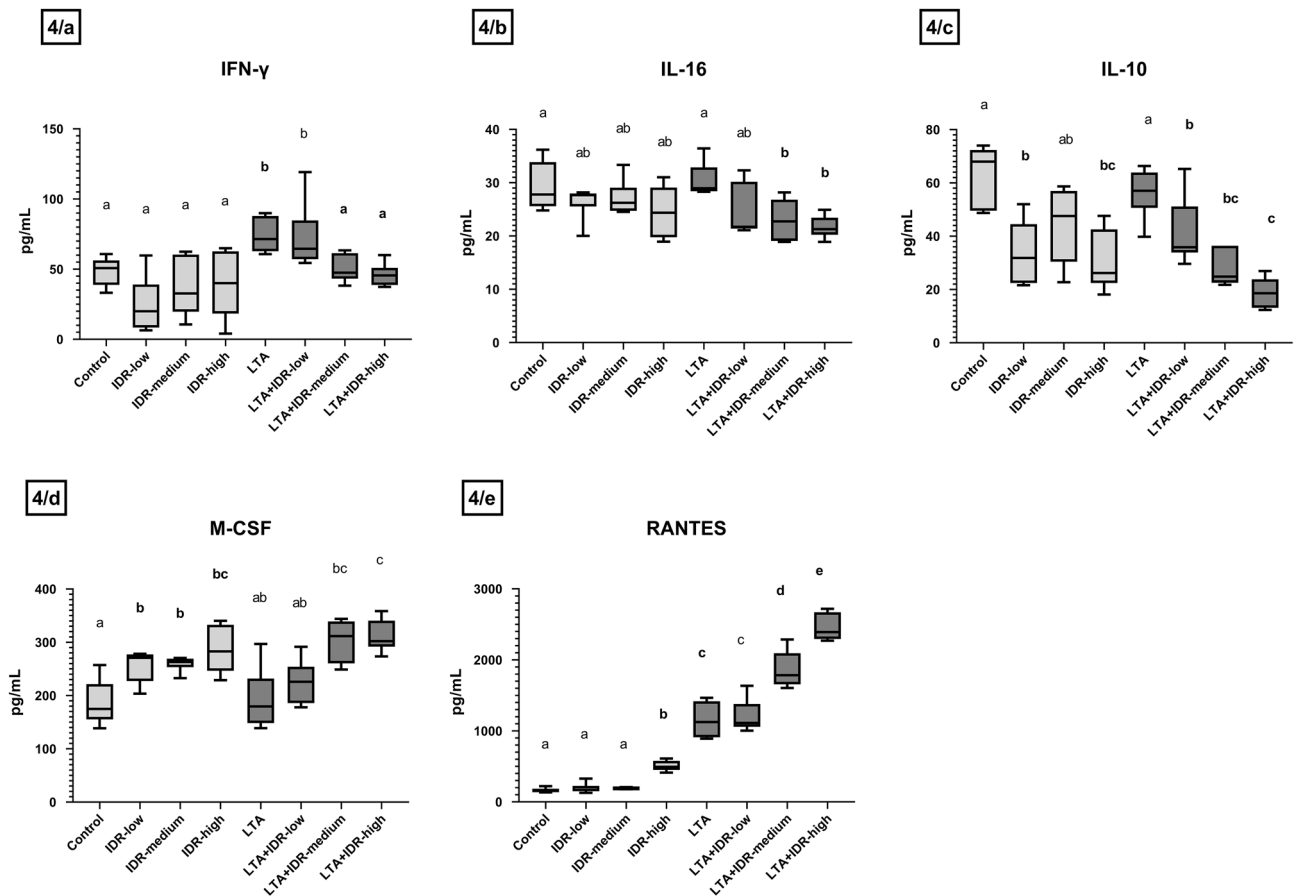 4/a
IFN-γ
150
100
50
0
pg/mL
a
a
a
a
b
b
a
a
Control
IDR-low
IDR-medium
IDR-high
LTA
LTA+IDR-low
LTA+IDR-medium
LTA+IDR-high
4/b
IL-16
40
30
20
10
0
pg/mL
a
ab
ab
ab
a
ab
b
b
Control
IDR-low
IDR-medium
IDR-high
LTA
LTA+IDR-low
LTA+IDR-medium
LTA+IDR-high
4/c
IL-10
80
60
40
20
0
pg/mL
a
b
ab
bc
a
b
bc
c
Control
IDR-low
IDR-medium
IDR-high
LTA
LTA+IDR-low
LTA+IDR-medium
LTA+IDR-high
4/d
M-CSF
400
300
200
100
0
pg/mL
a
b
b
bc
ab
ab
bc
c
Control
IDR-low
IDR-medium
IDR-high
LTA
LTA+IDR-low
LTA+IDR-medium
LTA+IDR-high
4/e
RANTES
3000
2000
1000
0
pg/mL
a
a
a
b
c
c
d
e
Control
IDR-low
IDR-medium
IDR-high
LTA
LTA+IDR-low
LTA+IDR-medium
LTA+IDR-high